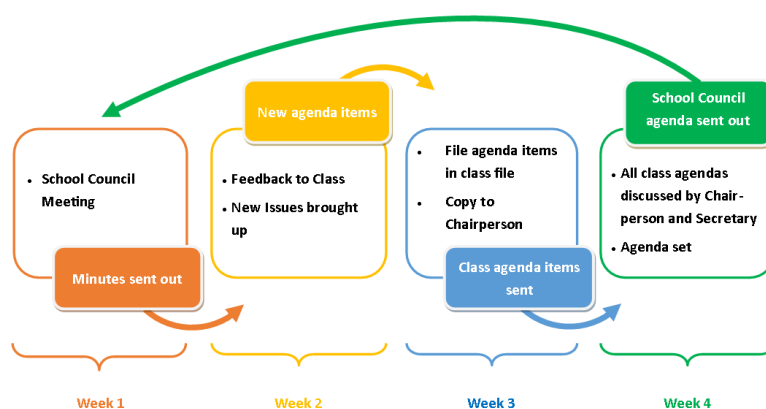 School Council
agenda sent out
New agenda items
• School Council
Meeting
Minutes sent out
• Feedback to Class
• New Issues brought
up
• File agenda items
in class file
• Copy to
Chairperson
Class agenda items
sent
• All class agendas
discussed by Chair-
person and Secretary
• Agenda set
Week 1
Week 2
Week 3
Week 4